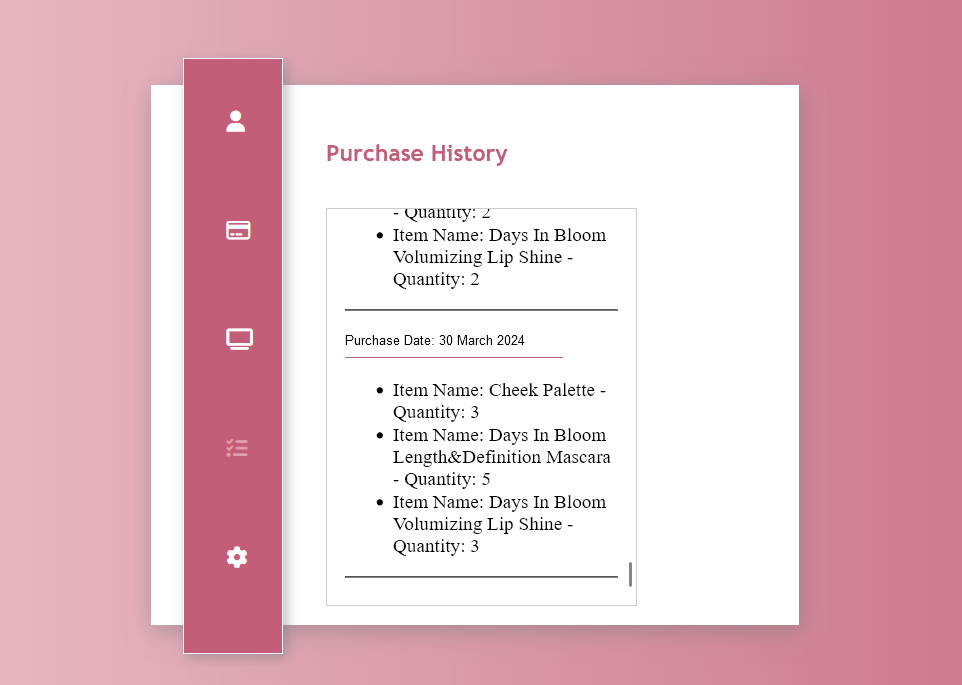 Purchase History
- Quantity: 2
Item Name: Days In Bloom
Volumizing Lip Shine -
Quantity: 2
Purchase Date: 30 March 2024
Item Name: Cheek Palette -
Quantity: 3
Item Name: Days In Bloom
Length&Definition Mascara
- Quantity: 5
Item Name: Days In Bloom
Volumizing Lip Shine -
Quantity: 3